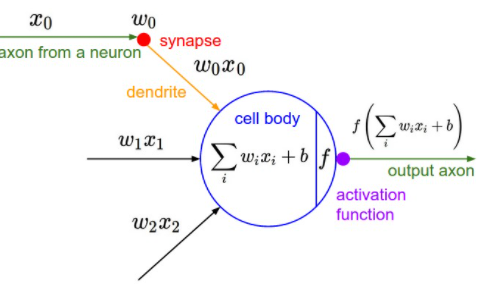 x₀
w₀
synapse
axon from a neuron
w₀x₀
dendrite
cell body
f(∑ᵢ wᵢxᵢ + b)
w₁x₁
∑ᵢ wᵢxᵢ + b
f
output axon
activation
function
w₂x₂